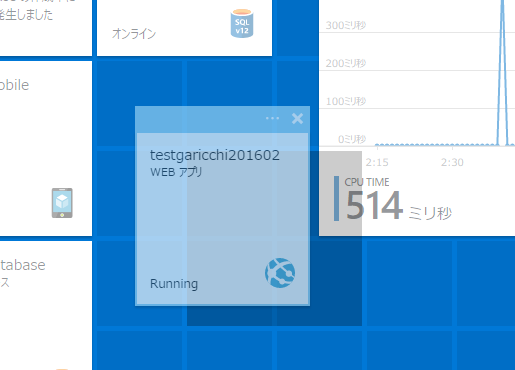 発生しました
オンライン
SQL
v12
obile
tabase
ス
testgaricchi201602
WEB アプリ
Running
300ミリ秒
200ミリ秒
100ミリ秒
0ミリ秒
2:15
2:30
CPU TIME
514 ミリ秒